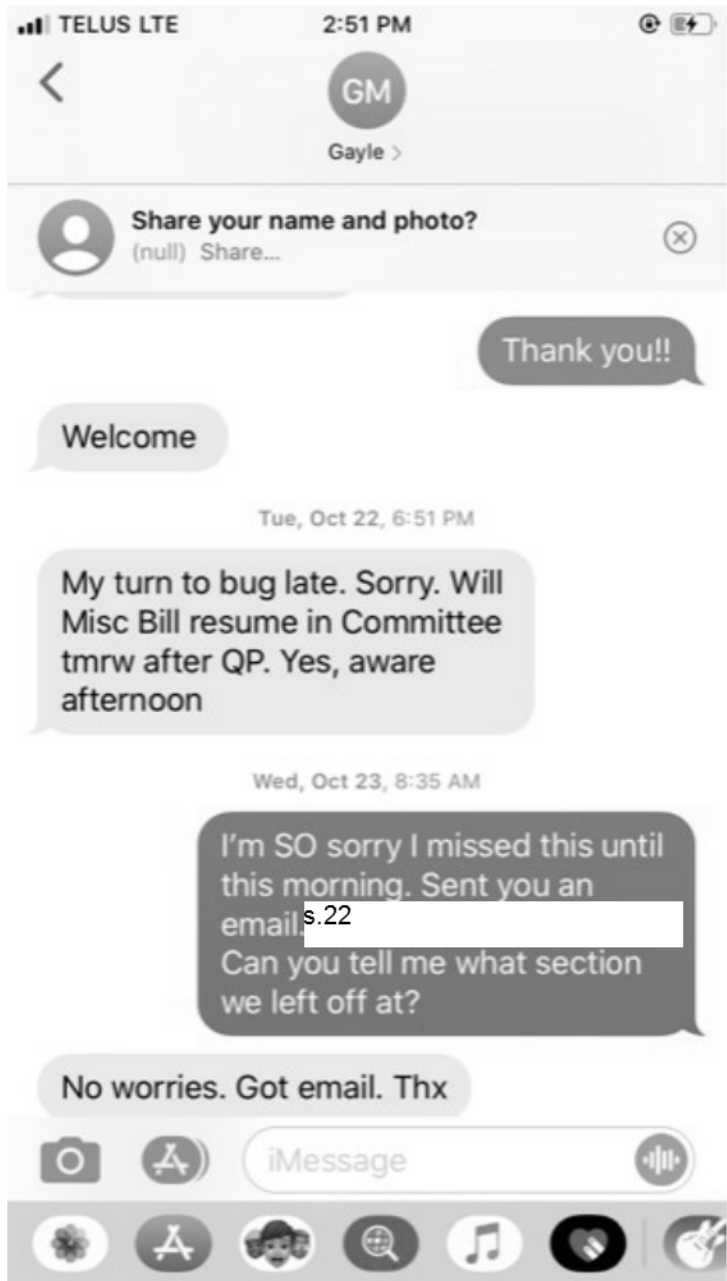 TELUS LTE 2:51 PM
GM
Gayle >
Share your name and photo?
(null) Share...
Thank you!!
Welcome
Tue, Oct 22, 6:51 PM
My turn to bug late. Sorry. Will
Misc Bill resume in Committee
tmrw after QP. Yes, aware
afternoon
Wed, Oct 23, 8:35 AM
I'm SO sorry I missed this until
this morning. Sent you an
email. s.22
Can you tell me what section
we left off at?
No worries. Got email. Thx
iMessage